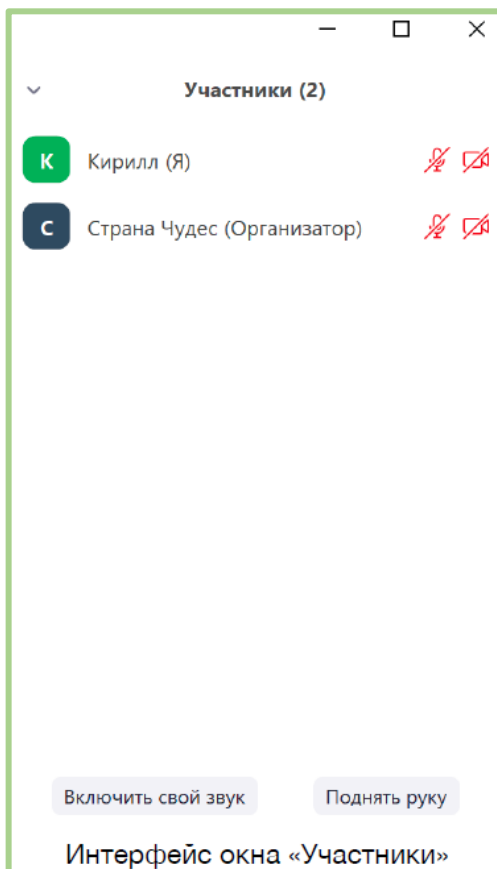 Участники (2)
К Кирилл (Я)
С Страна Чудес (Организатор)
Включить свой звук Поднять руку
Интерфейс окна «Участники»